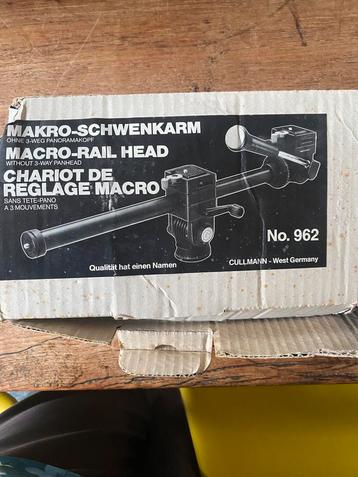 MAKRO-SCHWENKARM
OHNE 3-WEG PANORAMAKOPF
MACRO-RAIL HEAD
WITHOUT 3-WAY PANHEAD
CHARIOT DE
REGLAGE MACRO
SANS TETE-PANO
A 3 MOUVEMENTS
No. 962
Qualität hat einen Namen
CULLMANN - West Germany